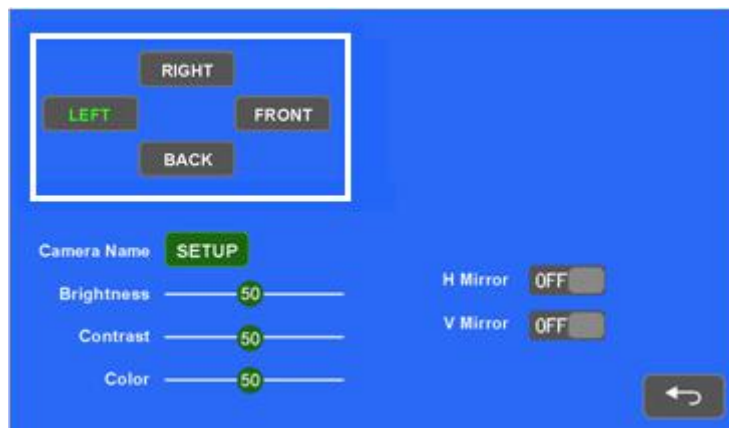 RIGHT
LEFT FRONT
BACK
Camera Name SETUP
Brightness 50
H Mirror OFF
Contrast 50
V Mirror OFF
Color 50